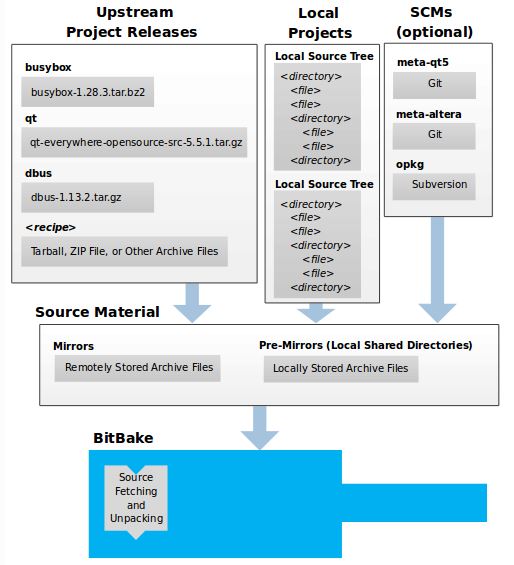 Upstream
Project Releases
busybox
busybox-1.28.3.tar.bz2
qt
qt-everywhere-opensource-src-5.5.1.tar.gz
dbus
dbus-1.13.2.tar.gz
<recipe>
Tarball, ZIP File, or Other Archive Files
Local
Projects
Local Source Tree
<directory>
<file>
<file>
<directory>
<file>
<file>
<directory>
Local Source Tree
<directory>
<file>
<file>
<directory>
<file>
<file>
<directory>
SCMs
(optional)
meta-qt5
Git
meta-altera
Git
opkg
Subversion
Source Material
Mirrors
Remotely Stored Archive Files
Pre-Mirrors (Local Shared Directories)
Locally Stored Archive Files
BitBake
Source
Fetching
and
Unpacking